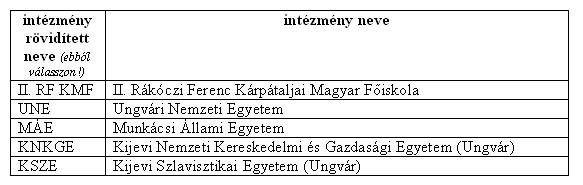 intézmény rövidített neve (ebből válasszon!)
intézmény neve
II. RF KMF II. Rákóczi Ferenc Kárpátaljai Magyar Főiskola
UNE Ungvári Nemzeti Egyetem
MÁE Munkácsi Állami Egyetem
KNKGE Kijevi Nemzeti Kereskedelmi és Gazdasági Egyetem (Ungvár)
KSZE Kijevi Szlavisztikai Egyetem (Ungvár)